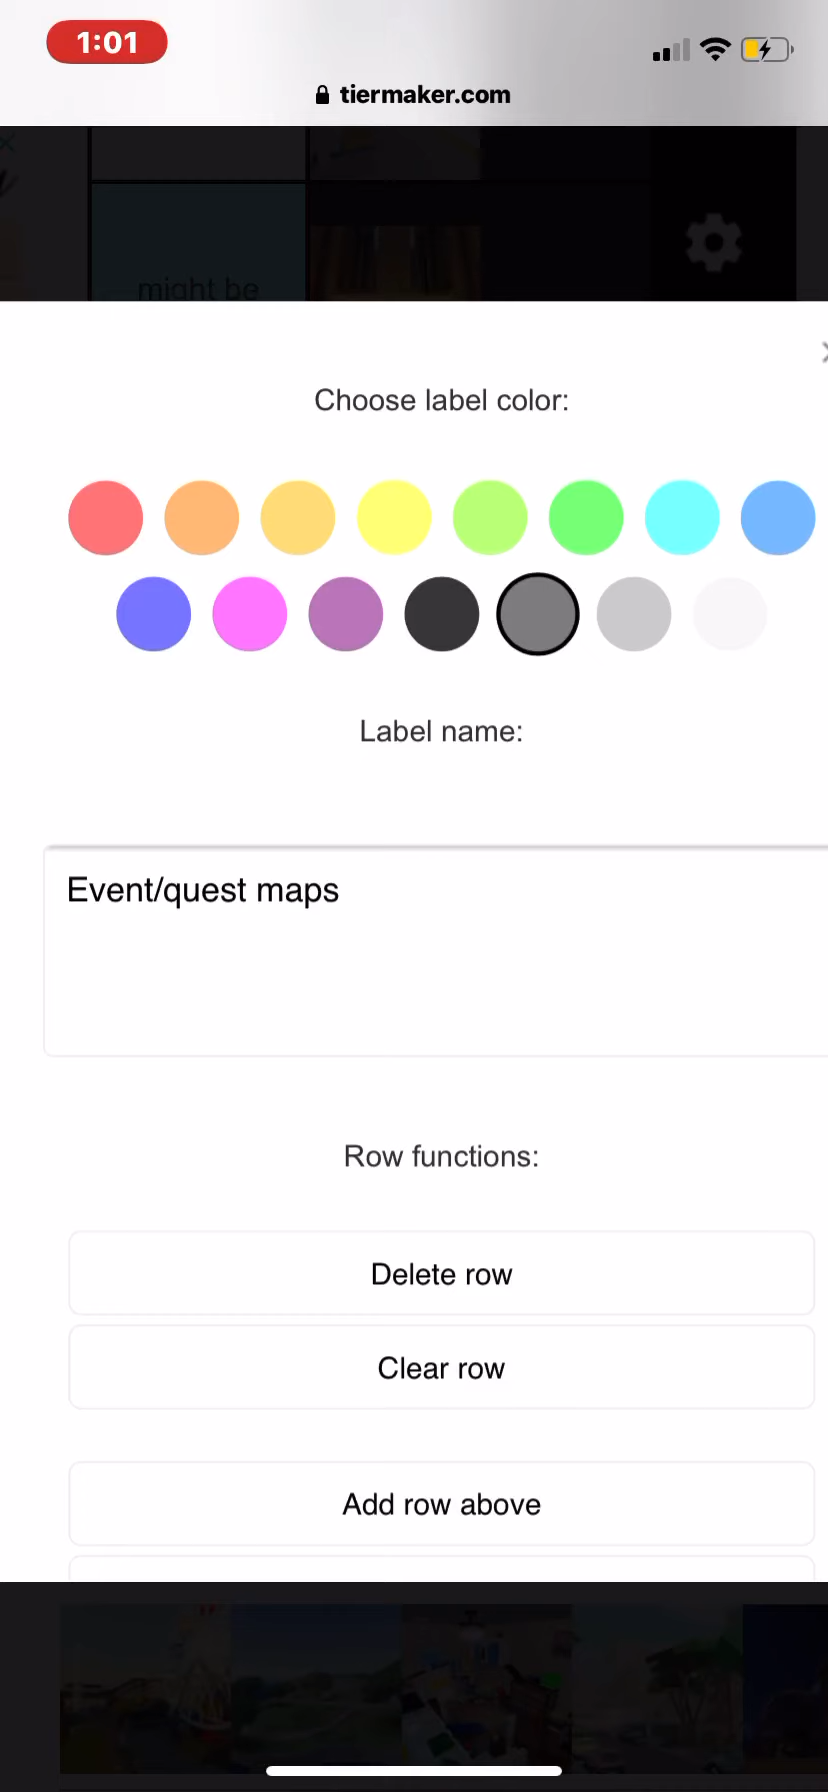 1:01
tiermaker.com
might be
Choose label color:
Label name:
Event/quest maps
Row functions:
Delete row
Clear row
Add row above